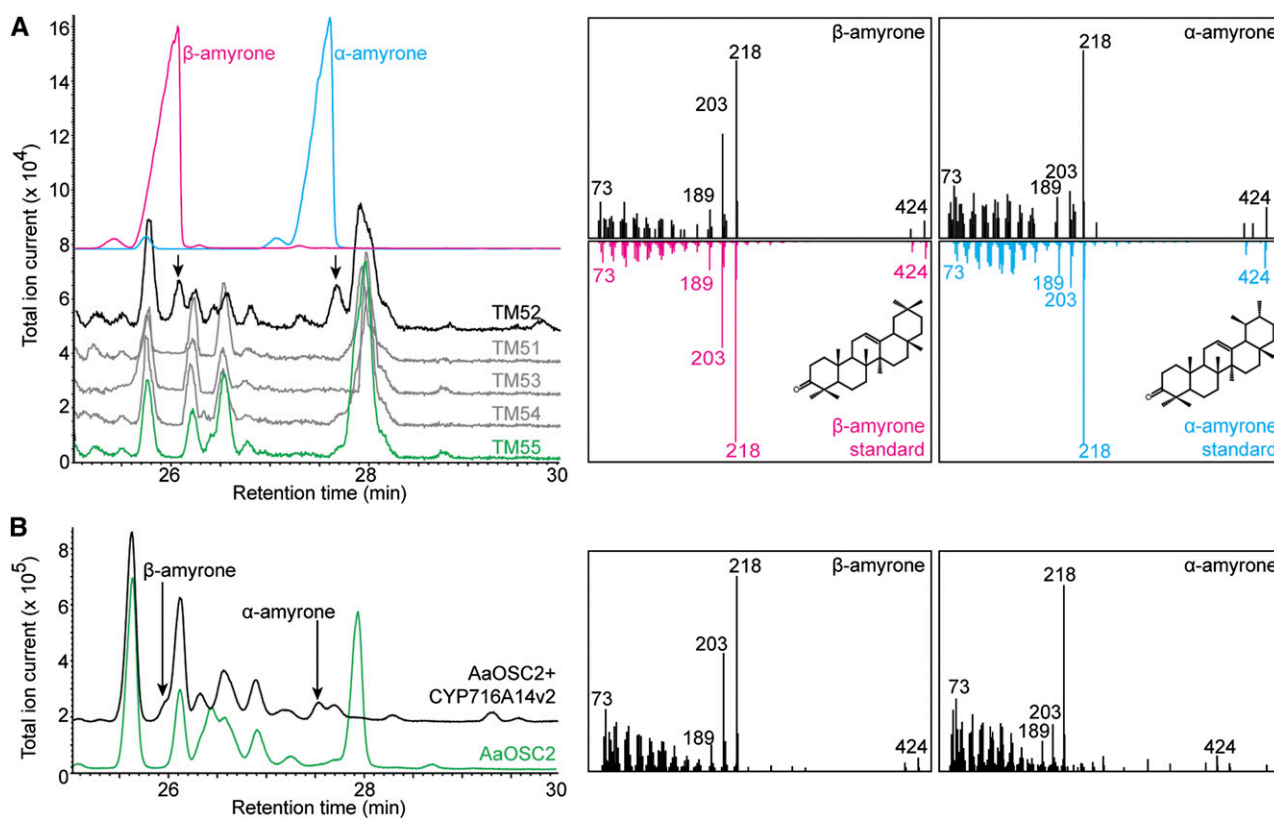 A
Total ion current (x 10⁴)
16
14
12
10
8
6
4
2
0
β-amyrone
α-amyrone
TM52
TM51
TM53
TM54
TM55
26
28
30
Retention time (min)
β-amyrone
218
203
73
189
424
73
189
424
203
218
β-amyrone
standard
α-amyrone
218
203
73
189
424
73
189
203
424
218
α-amyrone
standard
O
O
B
Total ion current (x 10⁵)
8
6
4
2
0
β-amyrone
α-amyrone
AaOSC2+
CYP716A14v2
AaOSC2
26
28
30
Retention time (min)
β-amyrone
218
203
73
189
424
α-amyrone
218
203
73
189
424